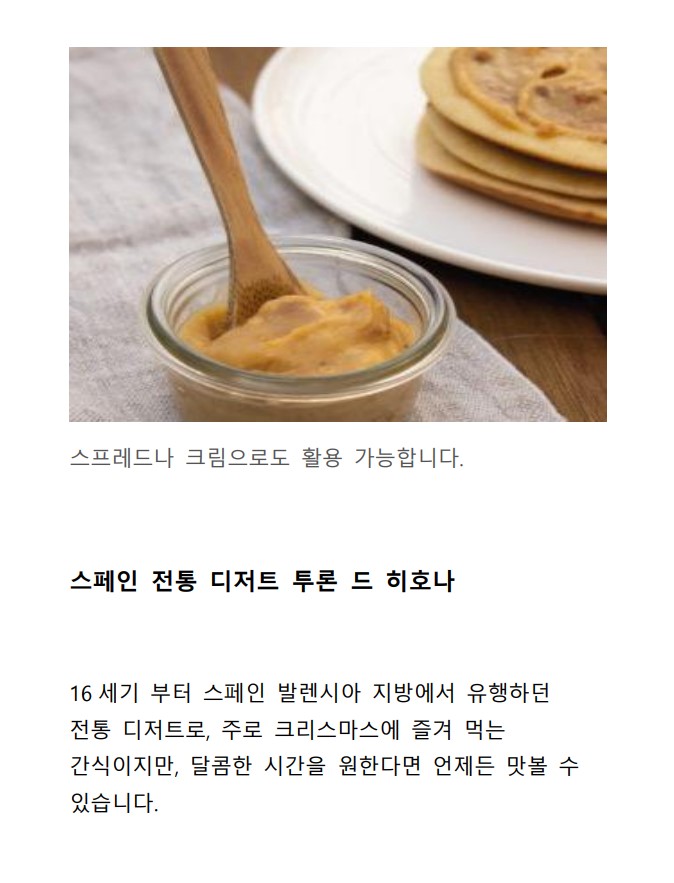 스프레드나 크림으로도 활용 가능합니다.
스페인 전통 디저트 투론 드 히호나
16세기 부터 스페인 발렌시아 지방에서 유행하던
전통 디저트로, 주로 크리스마스에 즐겨 먹는
간식이지만, 달콤한 시간을 원한다면 언제든 맛볼 수
있습니다.